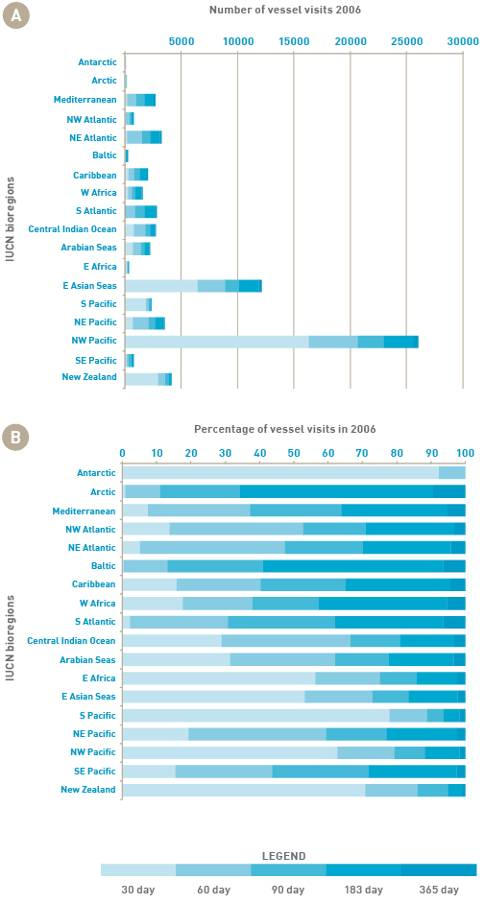 A
Number of vessel visits 2006
5000 10000 15000 20000 25000 30000
IUCN bioregions
Antarctic
Arctic
Mediterranean
NW Atlantic
NE Atlantic
Baltic
Caribbean
W Africa
S Atlantic
Central Indian Ocean
Arabian Seas
E Africa
E Asian Seas
S Pacific
NE Pacific
NW Pacific
SE Pacific
New Zealand
B
Percentage of vessel visits in 2006
0 10 20 30 40 50 60 70 80 90 100
IUCN bioregions
Antarctic
Arctic
Mediterranean
NW Atlantic
NE Atlantic
Baltic
Caribbean
W Africa
S Atlantic
Central Indian Ocean
Arabian Seas
E Africa
E Asian Seas
S Pacific
NE Pacific
NW Pacific
SE Pacific
New Zealand
LEGEND
30 day 60 day 90 day 183 day 365 day